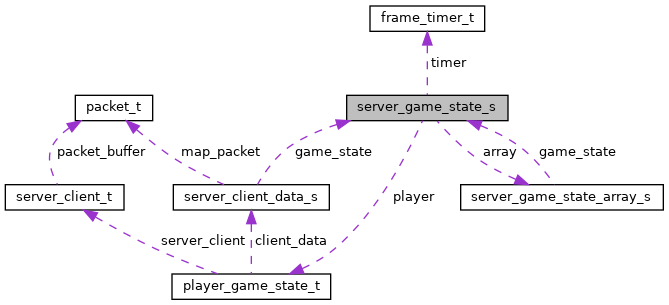 frame_timer_t
timer
packet_t
server_game_state_s
packet_buffer
map_packet
game_state
array
game_state
server_client_t
server_client_data_s
player
server_game_state_array_s
server_client
client_data
player_game_state_t